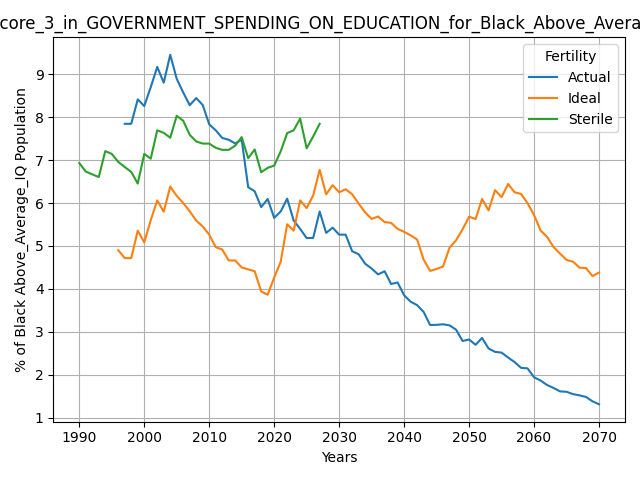 core_3_in_GOVERNMENT_SPENDING_ON_EDUCATION_for_Black_Above_Avera
Fertility
Actual
Ideal
Sterile
% of Black Above_Average_IQ Population
9
8
7
6
5
4
3
2
1
1990 2000 2010 2020 2030 2040 2050 2060 2070
Years